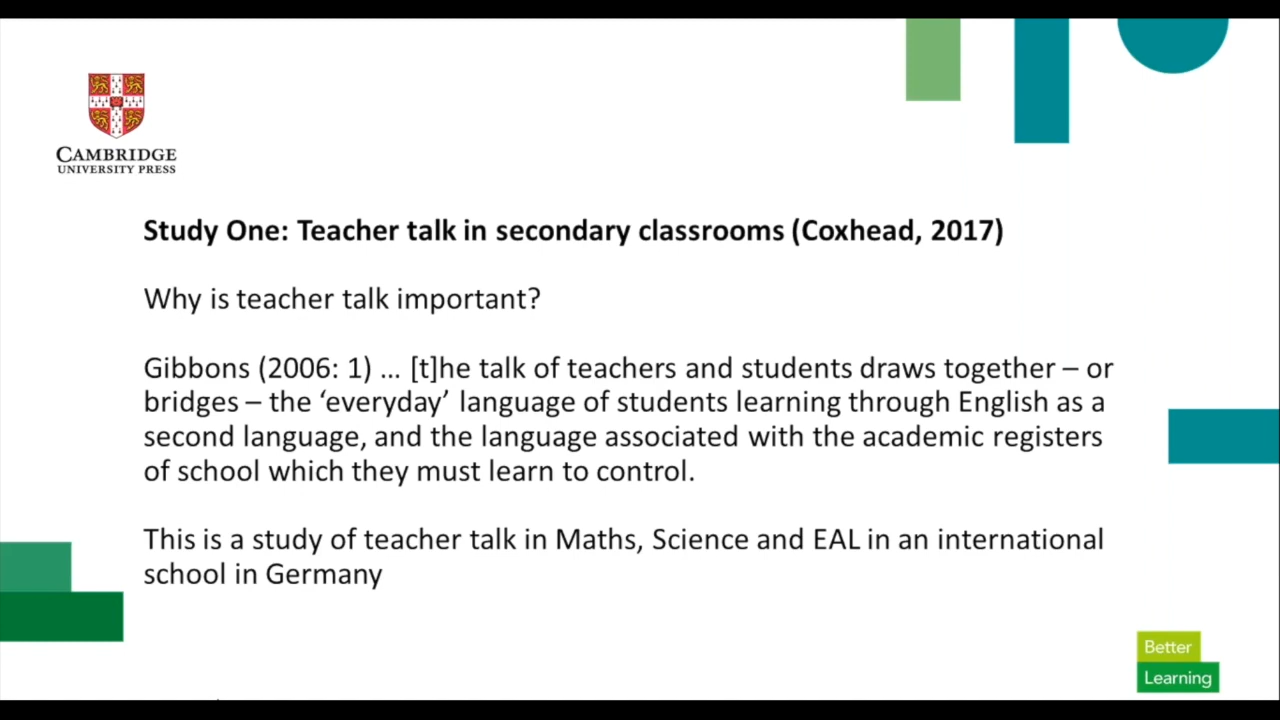 CAMBRIDGE
UNIVERSITY PRESS
Study One: Teacher talk in secondary classrooms (Coxhead, 2017)
Why is teacher talk important?
Gibbons (2006: 1) … [t]he talk of teachers and students draws together – or
bridges – the ‘everyday’ language of students learning through English as a
second language, and the language associated with the academic registers
of school which they must learn to control.
This is a study of teacher talk in Maths, Science and EAL in an international
school in Germany
Better
Learning